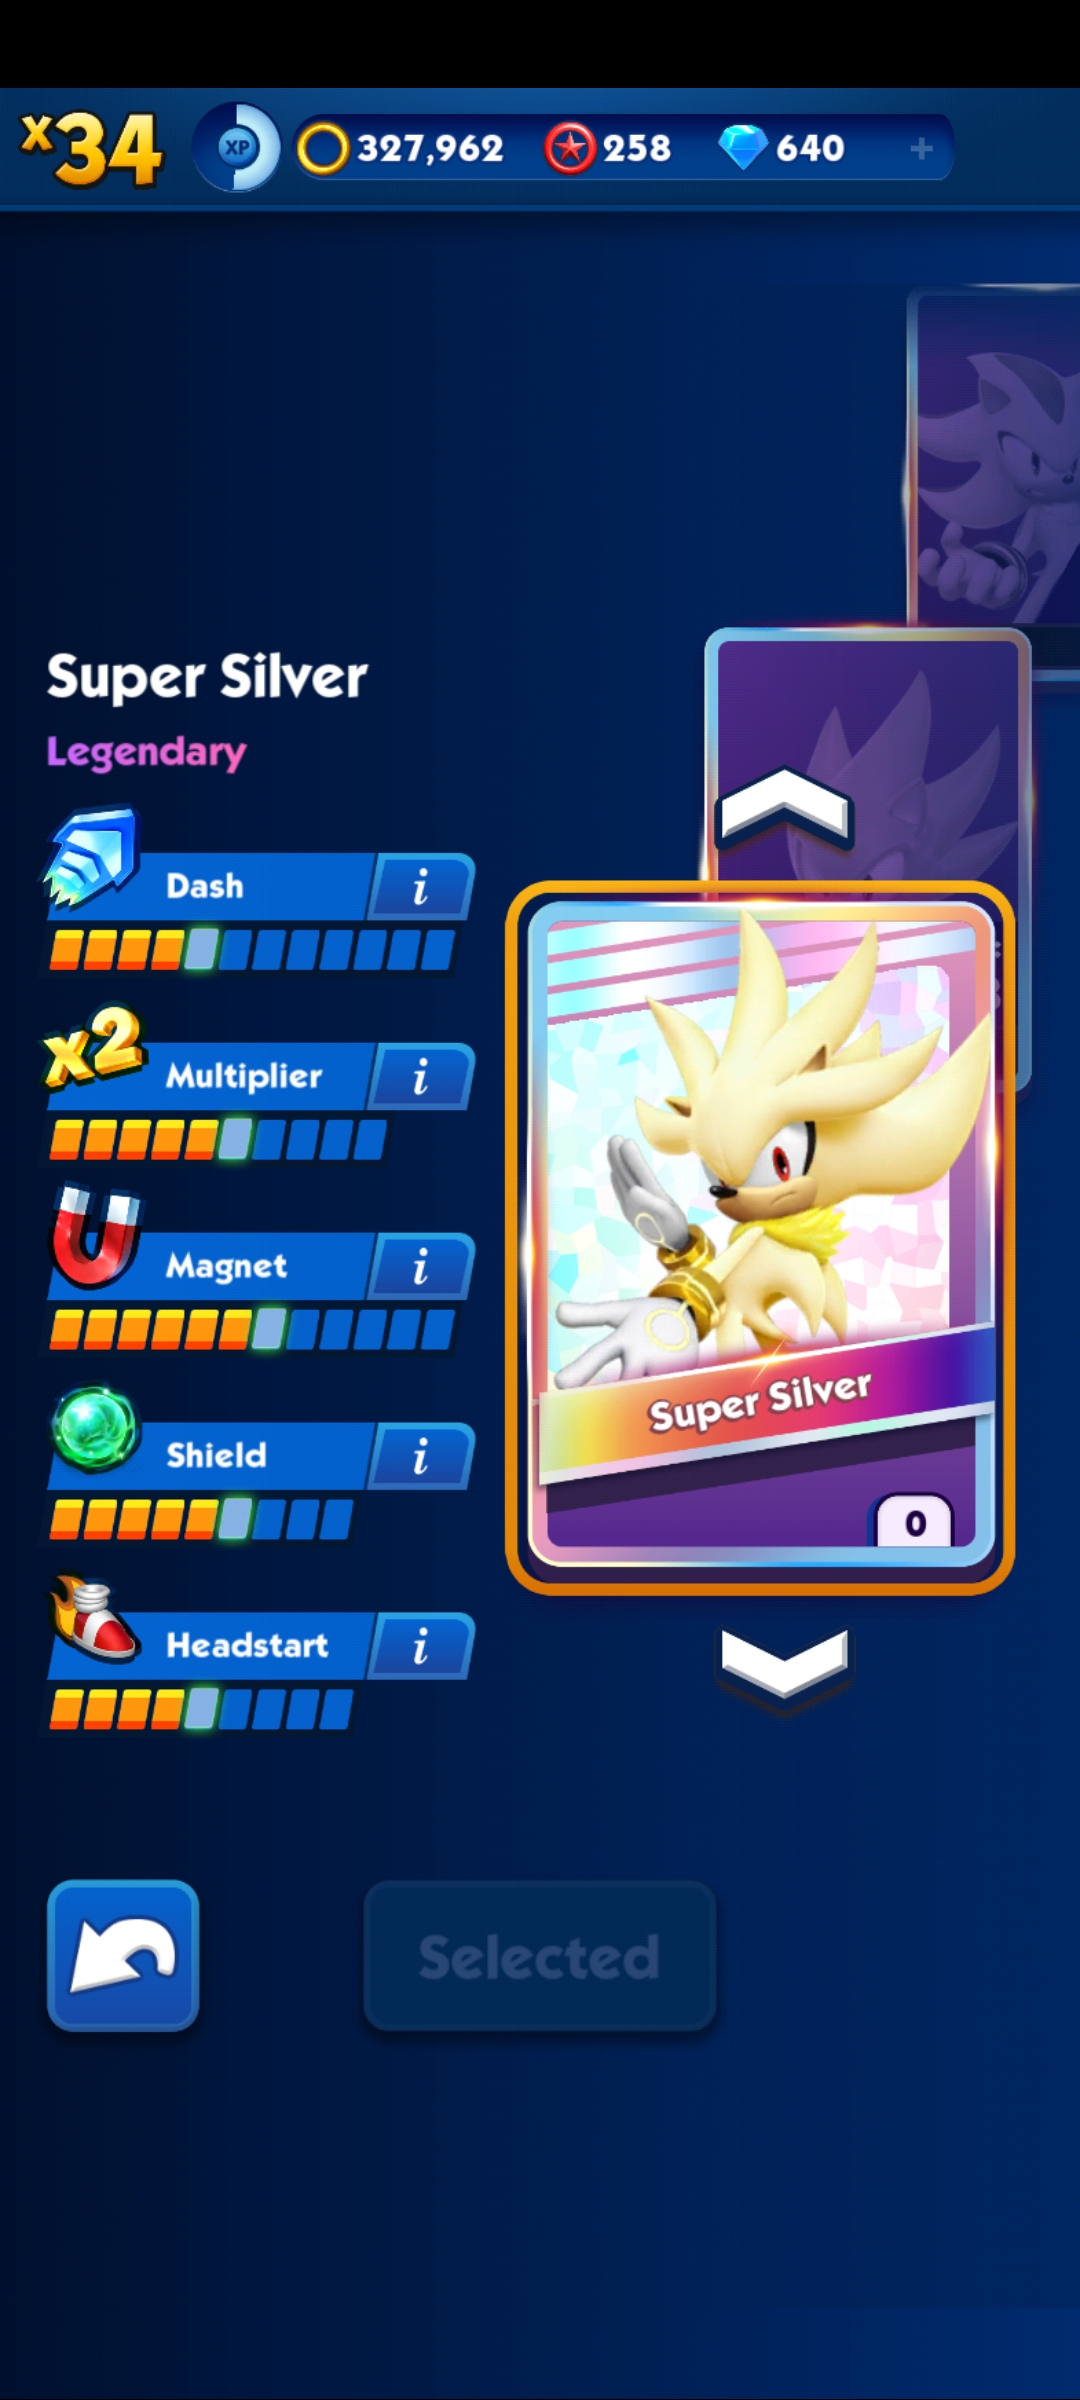 x34
XP
327,962
258
640
+
Super Silver
Legendary
Dash
i
x2
Multiplier
i
Magnet
i
Shield
i
Headstart
i
Super Silver
0
Selected